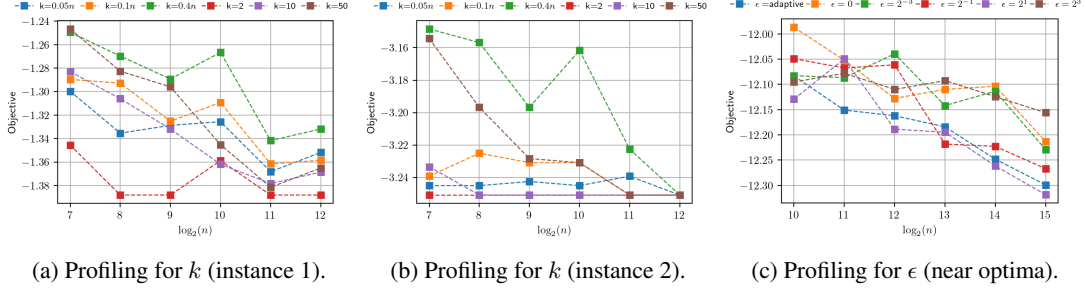 k=0.05n k=0.1n k=0.4n k=2 k=10 k=50
−1.24
−1.26
−1.28
−1.30
−1.32
−1.34
−1.36
−1.38
Objective
7 8 9 10 11 12
log₂(n)
(a) Profiling for k (instance 1).
k=0.05n k=0.1n k=0.4n k=2 k=10 k=50
−3.16
−3.18
−3.20
−3.22
−3.24
Objective
7 8 9 10 11 12
log₂(n)
(b) Profiling for k (instance 2).
ϵ =adaptive ϵ = 0 ϵ = 2⁻³ ϵ = 2⁻¹ ϵ = 2¹ ϵ = 2³
−12.00
−12.05
−12.10
−12.15
−12.20
−12.25
−12.30
Objective
10 11 12 13 14 15
log₂(n)
(c) Profiling for ϵ (near optima).